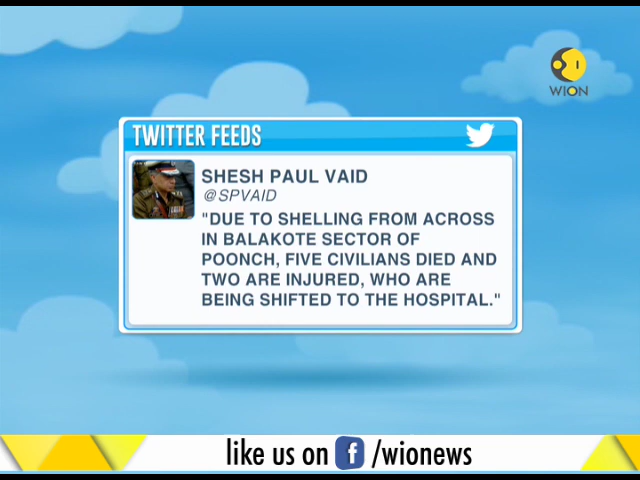 WION
TWITTER FEEDS
SHESH PAUL VAID
@SPVAID
"DUE TO SHELLING FROM ACROSS
IN BALAKOTE SECTOR OF
POONCH, FIVE CIVILIANS DIED AND
TWO ARE INJURED, WHO ARE
BEING SHIFTED TO THE HOSPITAL."
like us on f /wionews